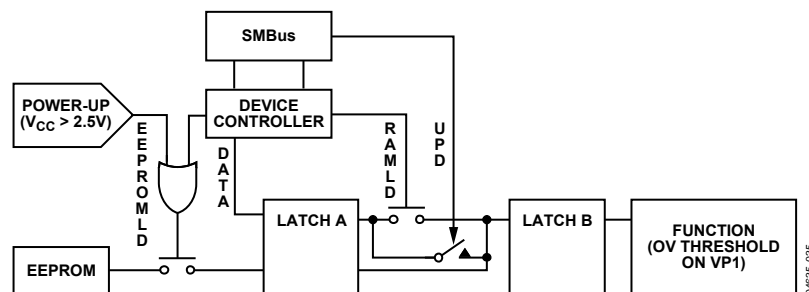 SMBus
POWER-UP
(VCC > 2.5V)
DEVICE
CONTROLLER
EEPROMLD
DATA
RAMLD
UPD
LATCH A
LATCH B
FUNCTION
(OV THRESHOLD
ON VP1)
EEPROM